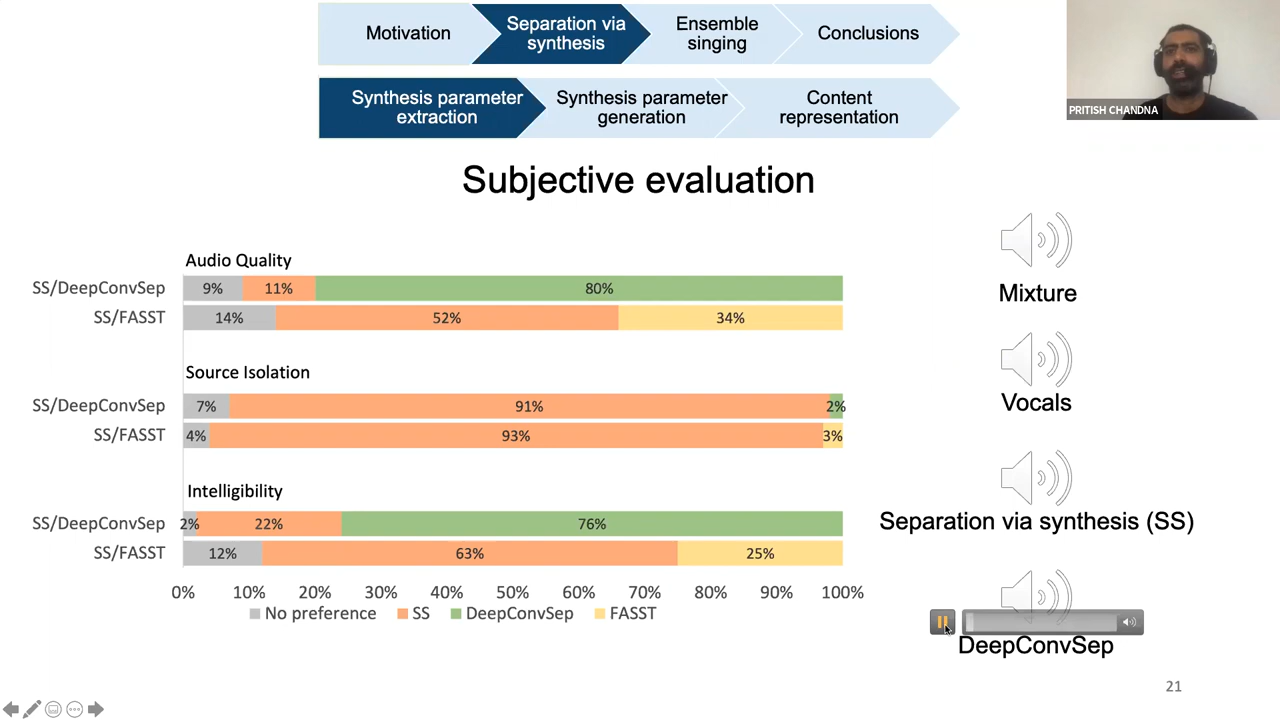 Motivation
Separation via
synthesis
Ensemble
singing
Conclusions
Synthesis parameter
extraction
Synthesis parameter
generation
Content
representation
PRITISH CHANDNA
Subjective evaluation
Audio Quality
SS/DeepConvSep 9% 11% 80%
SS/FASST 14% 52% 34%
Source Isolation
SS/DeepConvSep 7% 91% 2%
SS/FASST 4% 93% 3%
Intelligibility
SS/DeepConvSep 2% 22% 76%
SS/FASST 12% 63% 25%
0% 10% 20% 30% 40% 50% 60% 70% 80% 90% 100%
No preference SS DeepConvSep FASST
Mixture
Vocals
Separation via synthesis (SS)
DeepConvSep
21